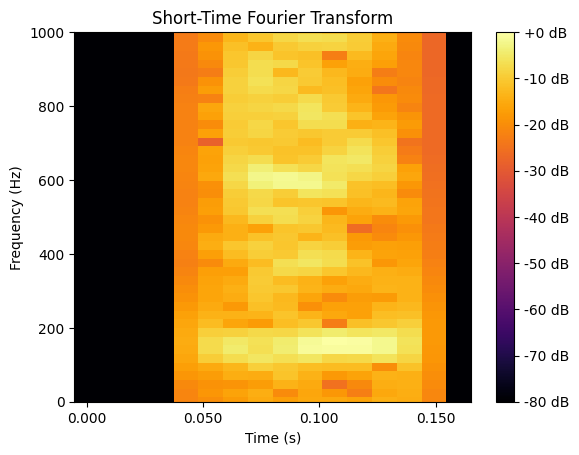 Short-Time Fourier Transform
1000
800
600
400
200
0
Frequency (Hz)
0.000
0.050
0.100
0.150
Time (s)
+0 dB
-10 dB
-20 dB
-30 dB
-40 dB
-50 dB
-60 dB
-70 dB
-80 dB